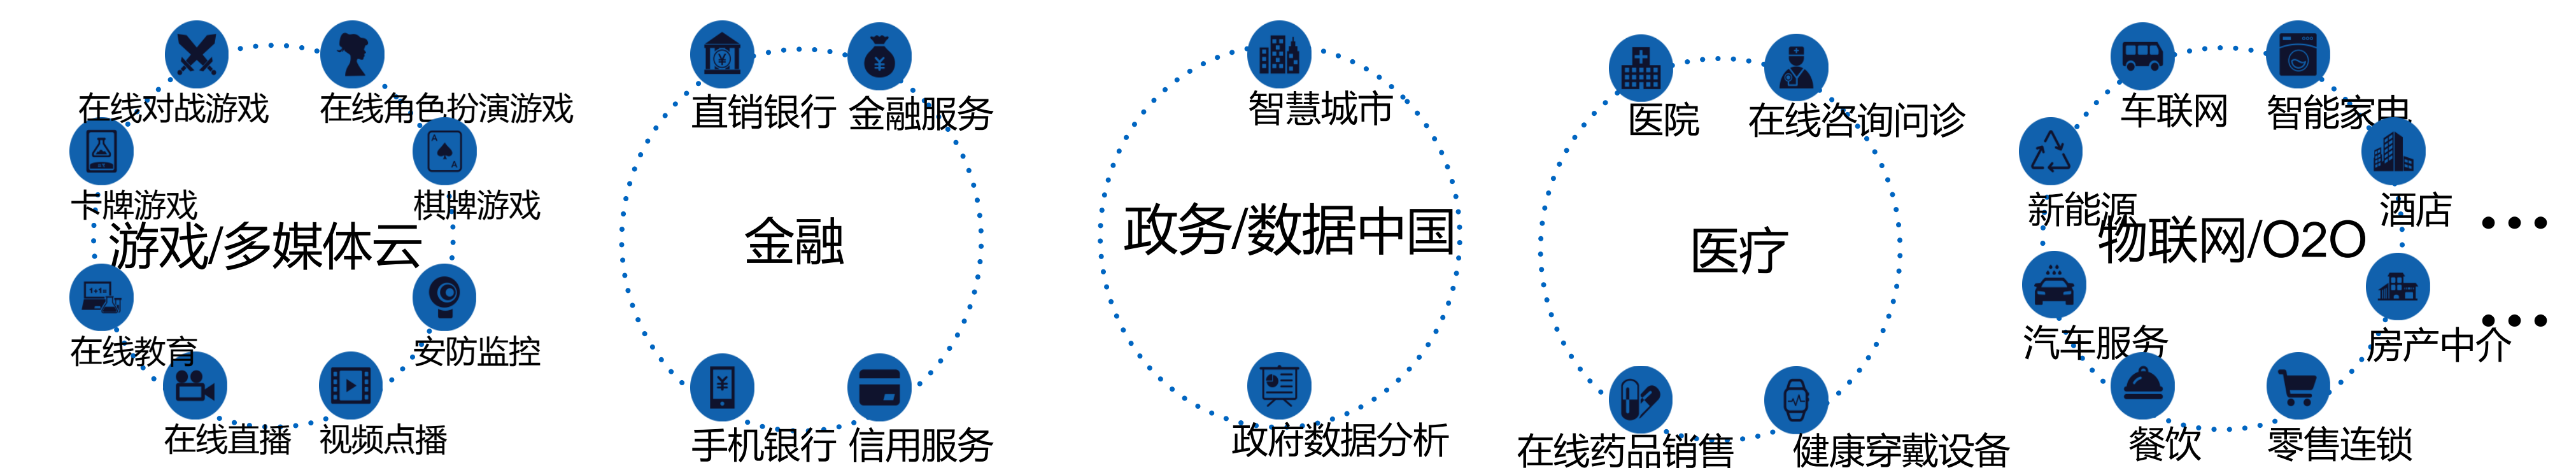 在线对战游戏
在线角色扮演游戏
卡牌游戏
棋牌游戏
游戏/多媒体云
在线教育
安防监控
在线直播
视频点播
直销银行
金融服务
金融
手机银行
信用服务
智慧城市
政务/数据中国
政府数据分析
医院
在线咨询问诊
医疗
在线药品销售
健康穿戴设备
车联网
智能家电
新能源
酒店
物联网/O2O
汽车服务
房产中介
餐饮
零售连锁
...
...